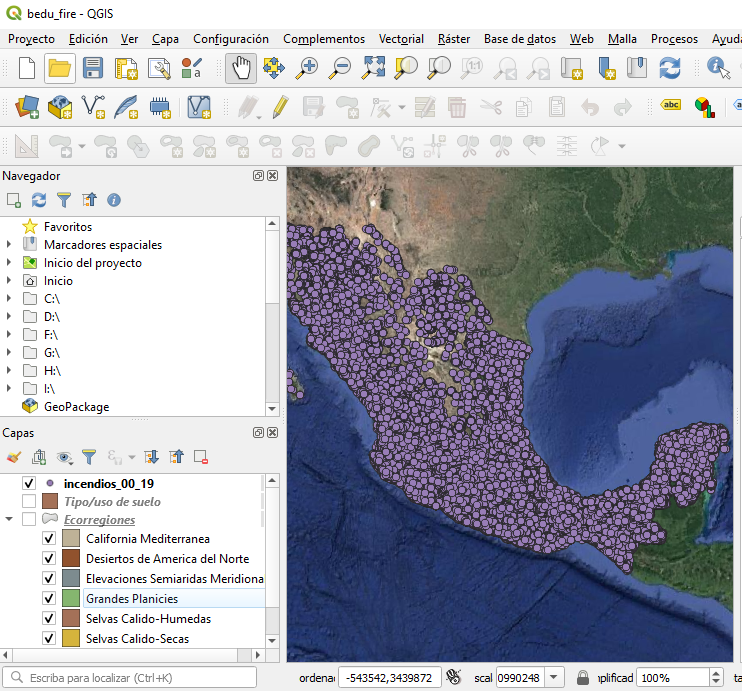 bedu_fire - QGIS
Proyecto Edición Ver Capa Configuración Complementos Vectorial Ráster Base de datos Web Malla Procesos Ayuda
1:1
abc
Navegador
Favoritos
Marcadores espaciales
Inicio del proyecto
Inicio
C:\
D:\
F:\
G:\
H:\
I:\
GeoPackage
Capas
incendios_00_19
Tipo/uso de suelo
Ecorregiones
California Mediterranea
Desiertos de America del Norte
Elevaciones Semiaridas Meridiona
Grandes Planicies
Selvas Calido-Humedas
Selvas Calido-Secas
Escriba para localizar (Ctrl+K) ordenad -543542,3439872 scal 0990248 nplificad 100% ta